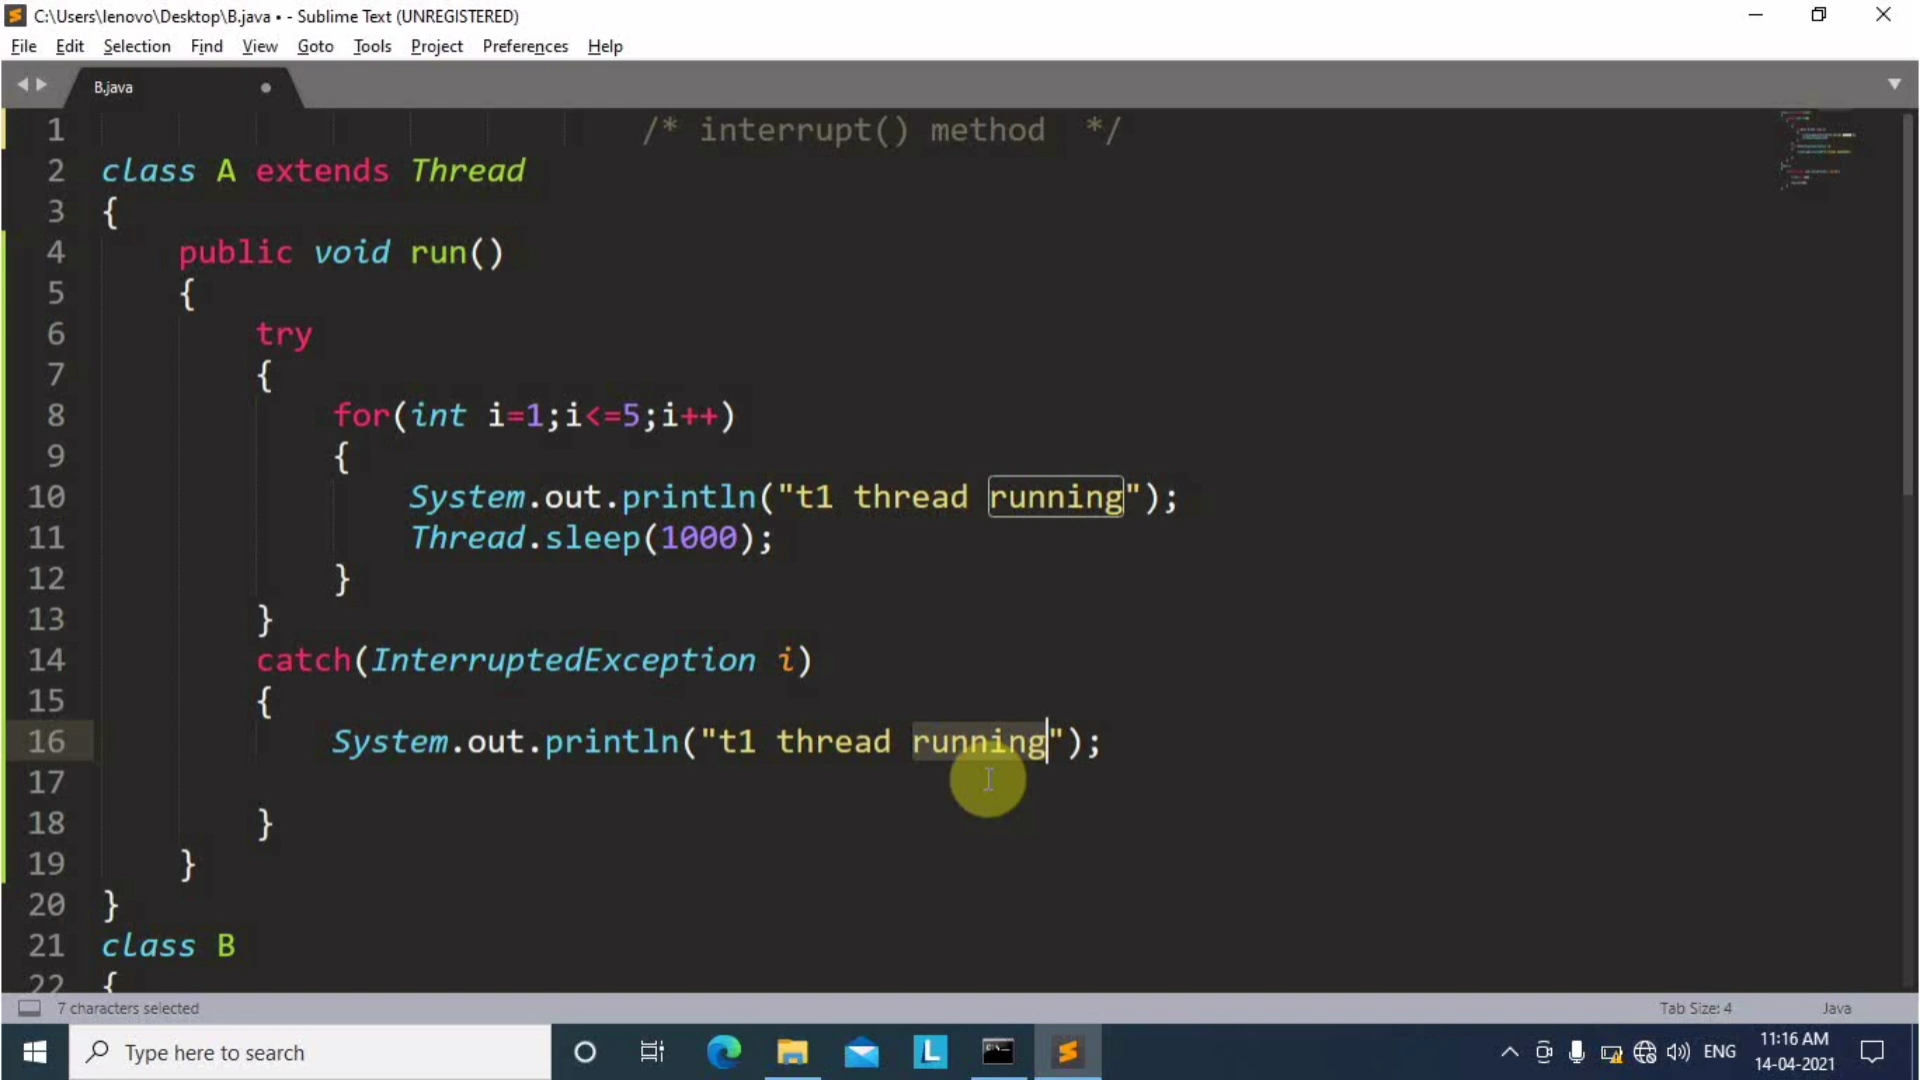 C:\Users\lenovo\Desktop\B.java • - Sublime Text (UNREGISTERED)
File Edit Selection Find View Goto Tools Project Preferences Help
B.java
1 /* interrupt() method */
2 class A extends Thread
3 {
4 public void run()
5 {
6 try
7 {
8 for(int i=1;i<=5;i++)
9 {
10 System.out.println("t1 thread running");
11 Thread.sleep(1000);
12 }
13 }
14 catch(InterruptedException i)
15 {
16 System.out.println("t1 thread running");
17
18 }
19 }
20 }
21 class B
22 {
7 characters selected Tab Size: 4 Java
Type here to search L ENG 11:16 AM
14-04-2021